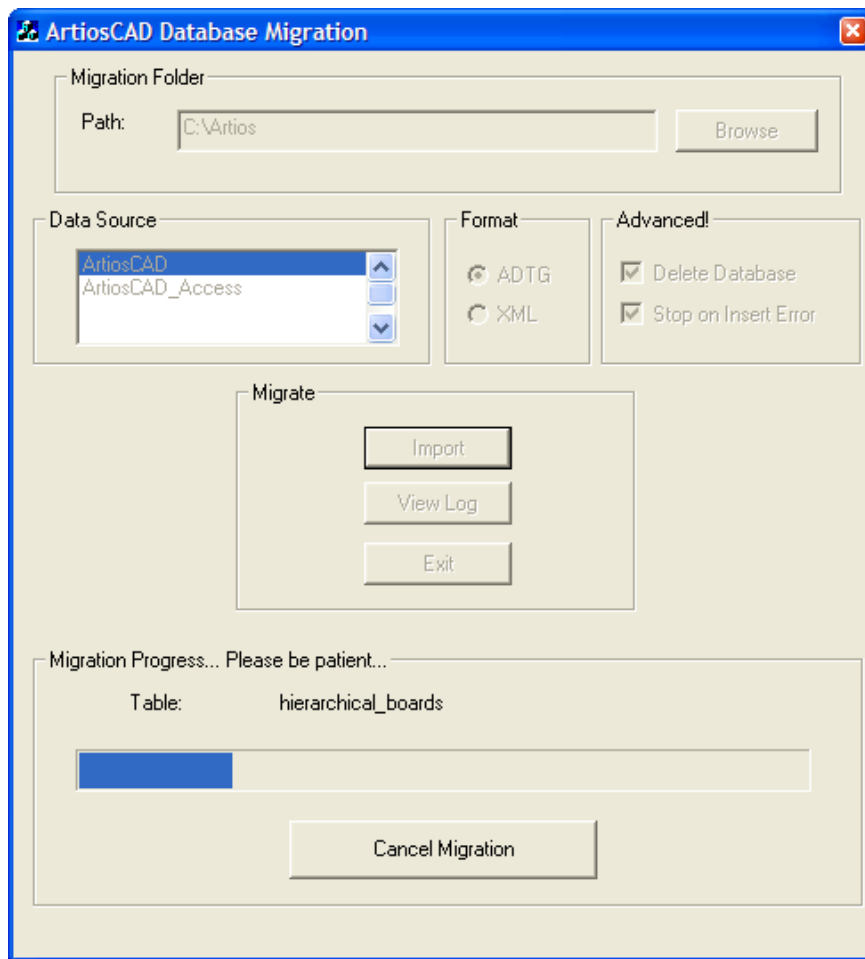 ArtiosCAD Database Migration
Migration Folder
Path:
C:\Artios
Browse
Data Source
ArtiosCAD
ArtiosCAD_Access
Format
ADTG
XML
Advanced!
Delete Database
Stop on Insert Error
Migrate
Import
View Log
Exit
Migration Progress... Please be patient...
Table: hierarchical_boards
Cancel Migration